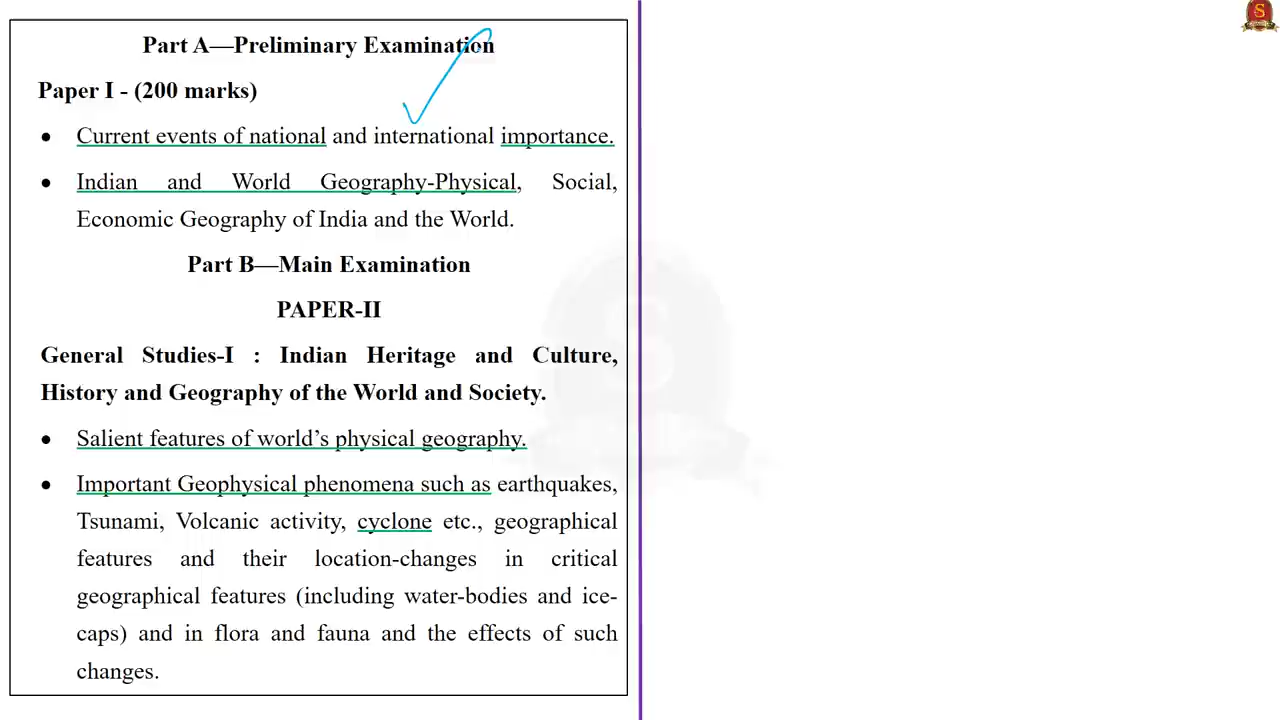 Part A—Preliminary Examination
Paper I - (200 marks)
● Current events of national and international importance.
● Indian and World Geography-Physical, Social,
Economic Geography of India and the World.
Part B—Main Examination
PAPER-II
General Studies-I : Indian Heritage and Culture,
History and Geography of the World and Society.
● Salient features of world’s physical geography.
● Important Geophysical phenomena such as earthquakes,
Tsunami, Volcanic activity, cyclone etc., geographical
features and their location-changes in critical
geographical features (including water-bodies and ice-
caps) and in flora and fauna and the effects of such
changes.
S
S